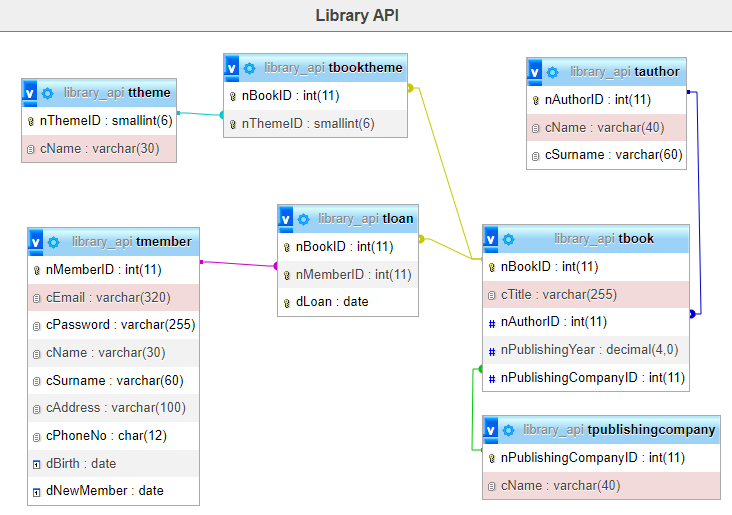 Library API
library_api ttheme
nThemeID : smallint(6)
cName : varchar(30)
library_api tbooktheme
nBookID : int(11)
nThemeID : smallint(6)
library_api tauthor
nAuthorID : int(11)
cName : varchar(40)
cSurname : varchar(60)
library_api tmember
nMemberID : int(11)
cEmail : varchar(320)
cPassword : varchar(255)
cName : varchar(30)
cSurname : varchar(60)
cAddress : varchar(100)
cPhoneNo : char(12)
dBirth : date
dNewMember : date
library_api tloan
nBookID : int(11)
nMemberID : int(11)
dLoan : date
library_api tbook
nBookID : int(11)
cTitle : varchar(255)
nAuthorID : int(11)
nPublishingYear : decimal(4,0)
nPublishingCompanyID : int(11)
library_api tpublishingcompany
nPublishingCompanyID : int(11)
cName : varchar(40)